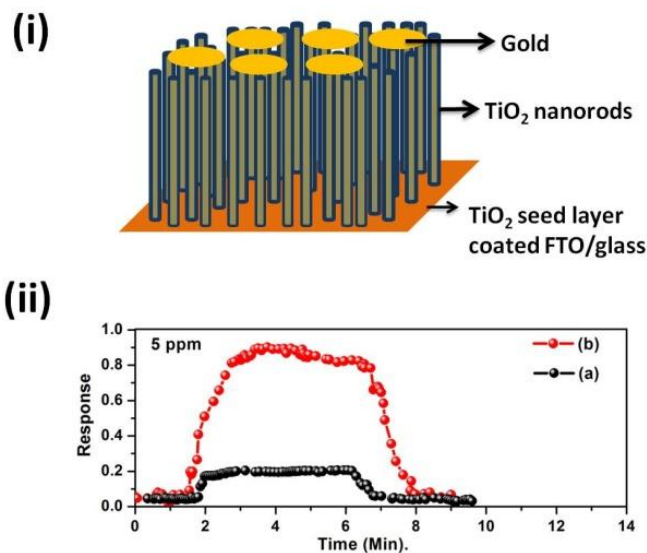 (i)
Gold
TiO₂ nanorods
TiO₂ seed layer
coated FTO/glass
(ii)
1.0
0.8
0.6
0.4
0.2
0.0
Response
5 ppm
(b)
(a)
0 2 4 6 8 10 12 14
Time (Min).